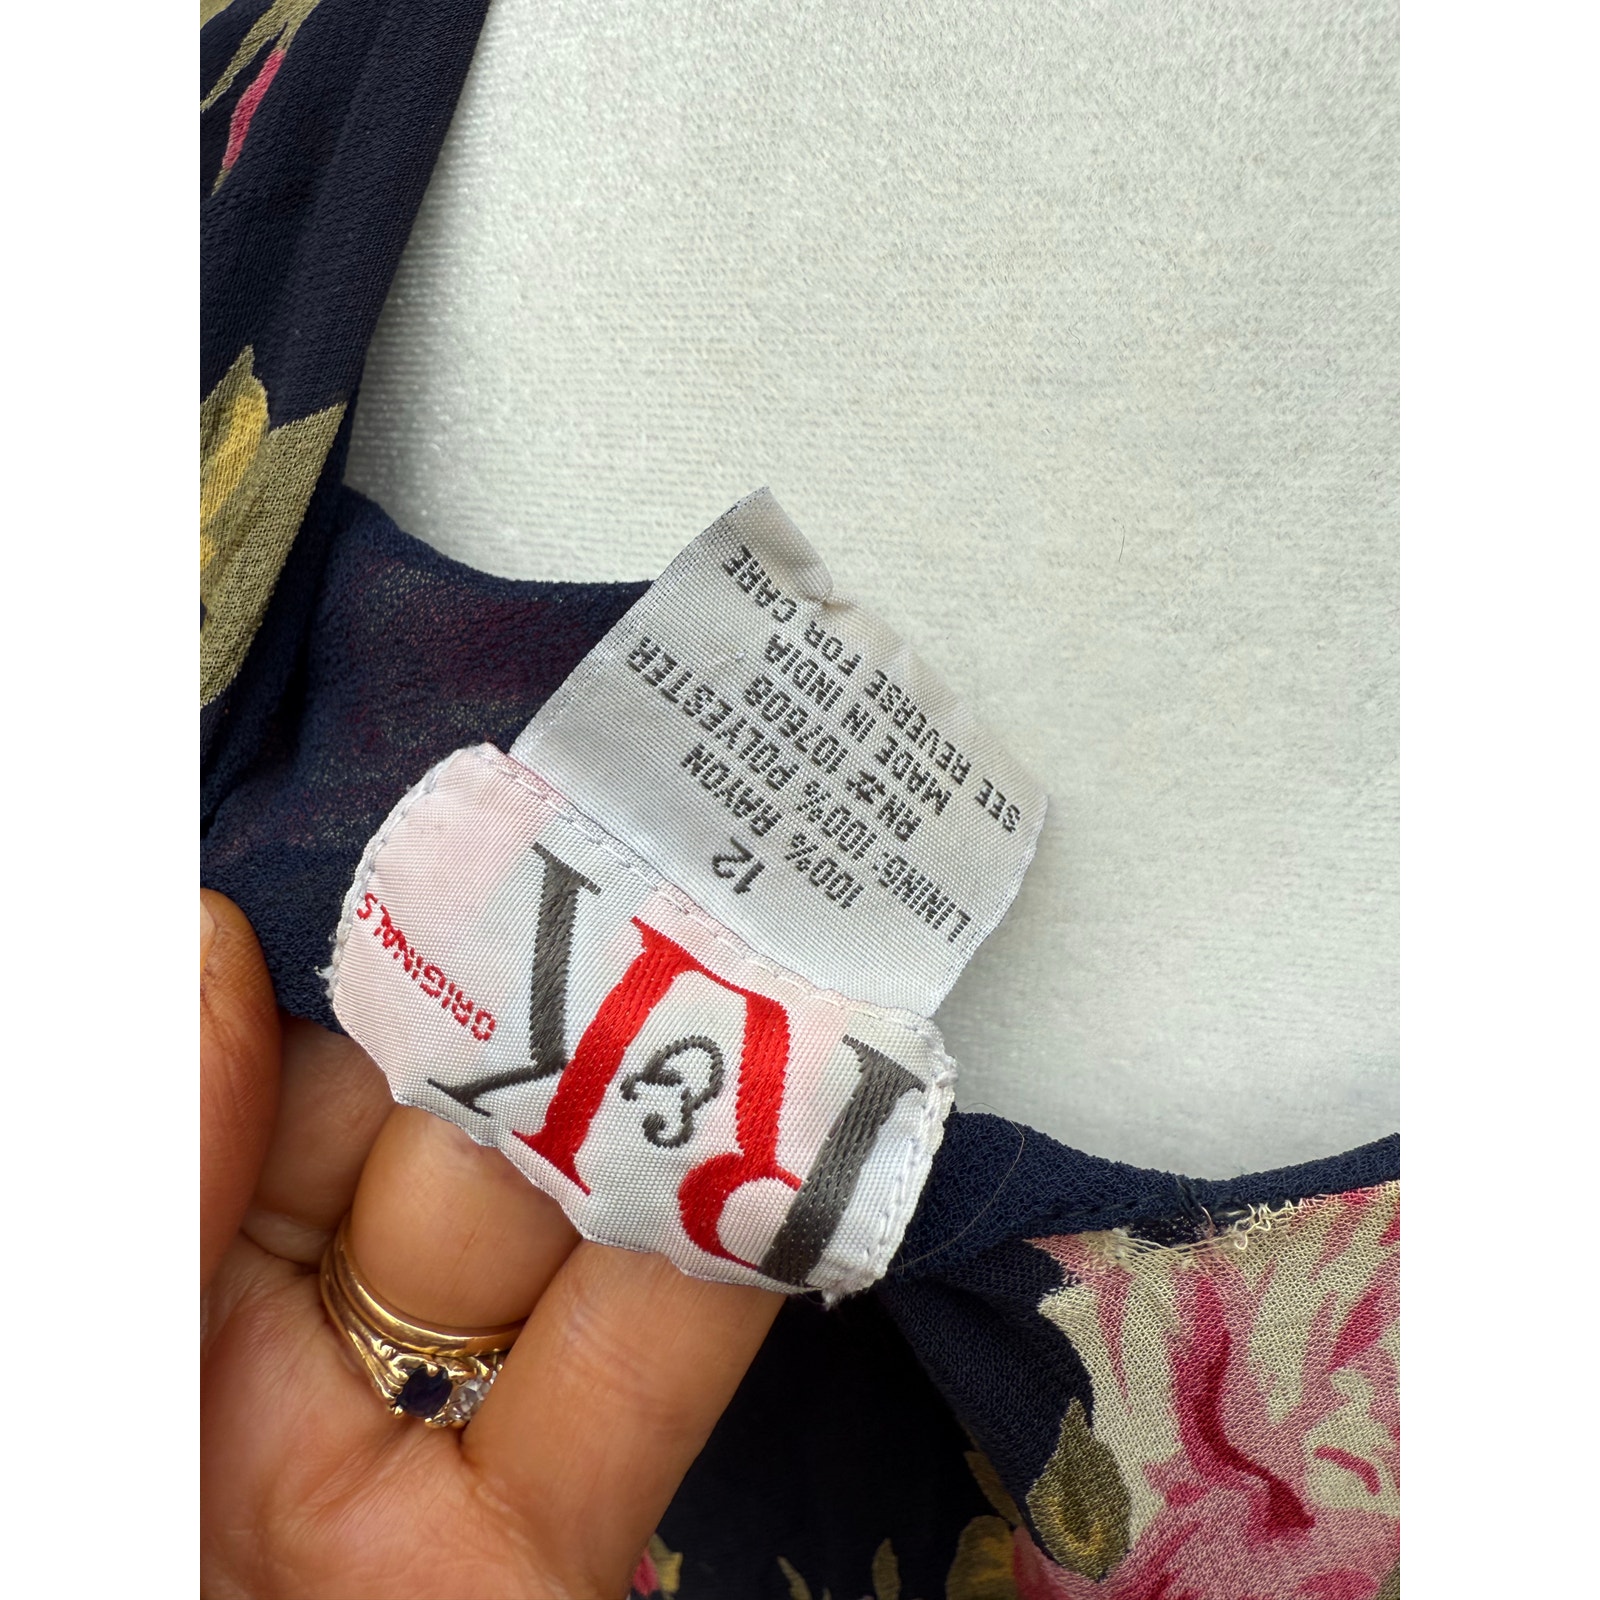 R&K
ORIGINALS
12
100% RAYON
LINING: 100% POLYESTER
RN # 107608
MADE IN INDIA
SEE REVERSE FOR CARE